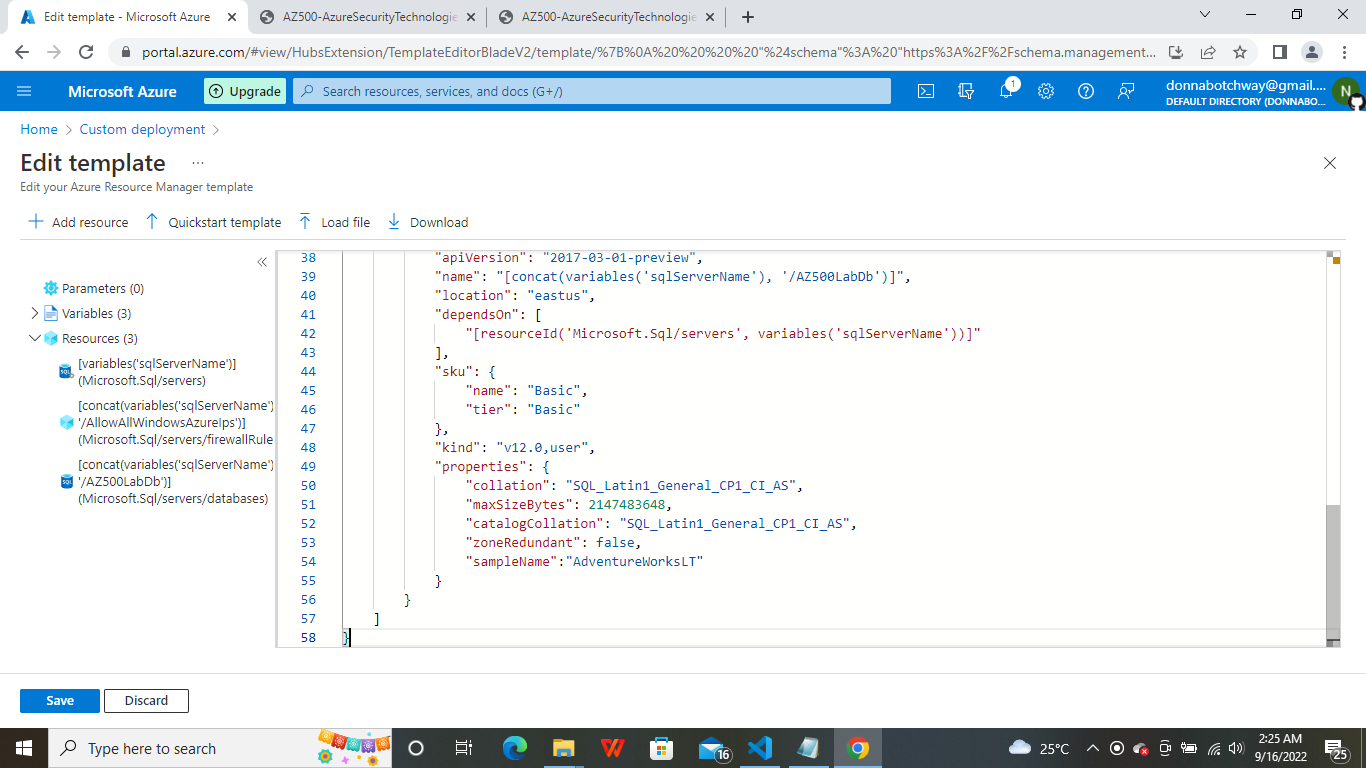 Edit template - Microsoft Azure
AZ500-AzureSecurityTechnologie
AZ500-AzureSecurityTechnologie
portal.azure.com/#view/HubsExtension/TemplateEditorBladeV2/template/%7B%0A%20%20%20%20"%24schema"%3A%20"https%3A%2F%2Fschema.management...
Microsoft Azure
Upgrade
Search resources, services, and docs (G+/)
1
donnabotchway@gmail....
DEFAULT DIRECTORY (DONNABO...
N
Home > Custom deployment >
Edit template ...
Edit your Azure Resource Manager template
Add resource
Quickstart template
Load file
Download
Parameters (0)
Variables (3)
Resources (3)
[variables('sqlServerName')]
(Microsoft.Sql/servers)
[concat(variables('sqlServerName')
'/AllowAllWindowsAzureIps')]
(Microsoft.Sql/servers/firewallRule
[concat(variables('sqlServerName')
'/AZ500LabDb')]
(Microsoft.Sql/servers/databases)
38 "apiVersion": "2017-03-01-preview",
39 "name": "[concat(variables('sqlServerName'), '/AZ500LabDb')]",
40 "location": "eastus",
41 "dependsOn": [
42 "[resourceId('Microsoft.Sql/servers', variables('sqlServerName'))]"
43 ],
44 "sku": {
45 "name": "Basic",
46 "tier": "Basic"
47 },
48 "kind": "v12.0,user",
49 "properties": {
50 "collation": "SQL_Latin1_General_CP1_CI_AS",
51 "maxSizeBytes": 2147483648,
52 "catalogCollation": "SQL_Latin1_General_CP1_CI_AS",
53 "zoneRedundant": false,
54 "sampleName":"AdventureWorksLT"
55 }
56 }
57 ]
58 }
Save
Discard
Type here to search
16
25°C
2:25 AM
9/16/2022
25